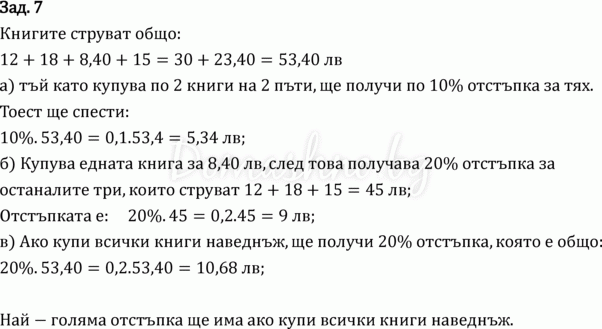 Зад. 7
Книгите струват общо:
12 + 18 + 8,40 + 15 = 30 + 23,40 = 53,40 лв
а) тъй като купува по 2 книги на 2 пъти, ще получи по 10% отстъпка за тях.
Тоест ще спести:
10%. 53,40 = 0,1.53,4 = 5,34 лв;
б) Купува едната книга за 8,40 лв, след това получава 20% отстъпка за
останалите три, които струват 12 + 18 + 15 = 45 лв;
Отстъпката е: 20%. 45 = 0,2.45 = 9 лв;
в) Ако купи всички книги наведнъж, ще получи 20% отстъпка, която е общо:
20%. 53,40 = 0,2.53,40 = 10,68 лв;
Най − голяма отстъпка ще има ако купи всички книги наведнъж.